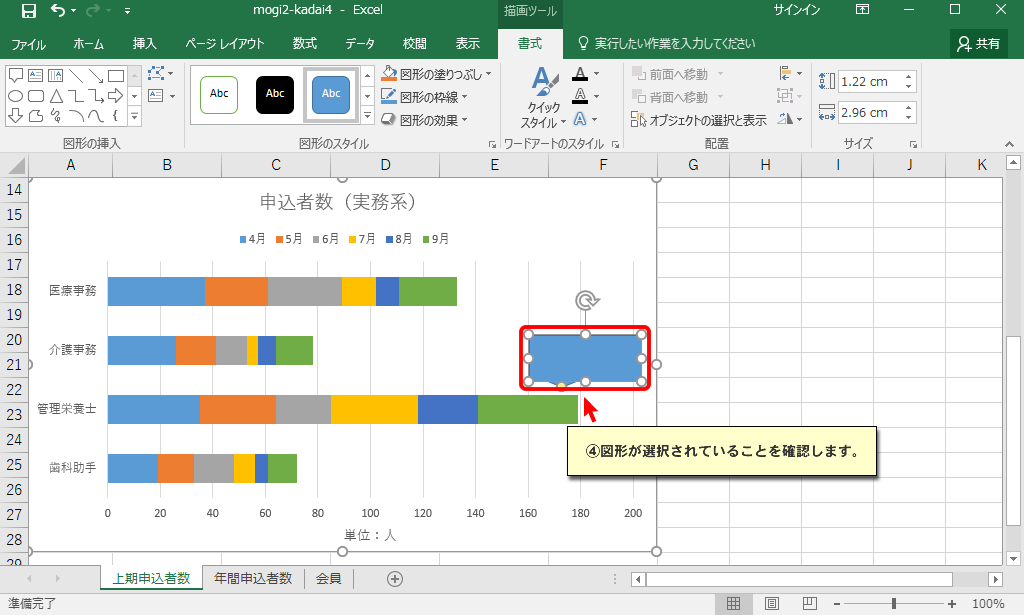 mogi2-kadai4 - Excel
描画ツール
サインイン
ファイル ホーム 挿入 ページ レイアウト 数式 データ 校閲 表示 書式 実行したい作業を入力してください 共有
Abc Abc Abc
図形の塗りつぶし
図形の枠線
図形の効果
クイック
スタイル
前面へ移動
背面へ移動
オブジェクトの選択と表示
1.22 cm
2.96 cm
図形の挿入 図形のスタイル ワードアートのスタイル 配置 サイズ
A B C D E F G H I J K
14
15
16
17
18
19
20
21
22
23
24
25
26
27
28
29
申込者数（実務系）
4月 5月 6月 7月 8月 9月
医療事務
介護事務
管理栄養士
歯科助手
0 20 40 60 80 100 120 140 160 180 200
単位：人
④図形が選択されていることを確認します。
上期申込者数 年間申込者数 会員
準備完了
100%